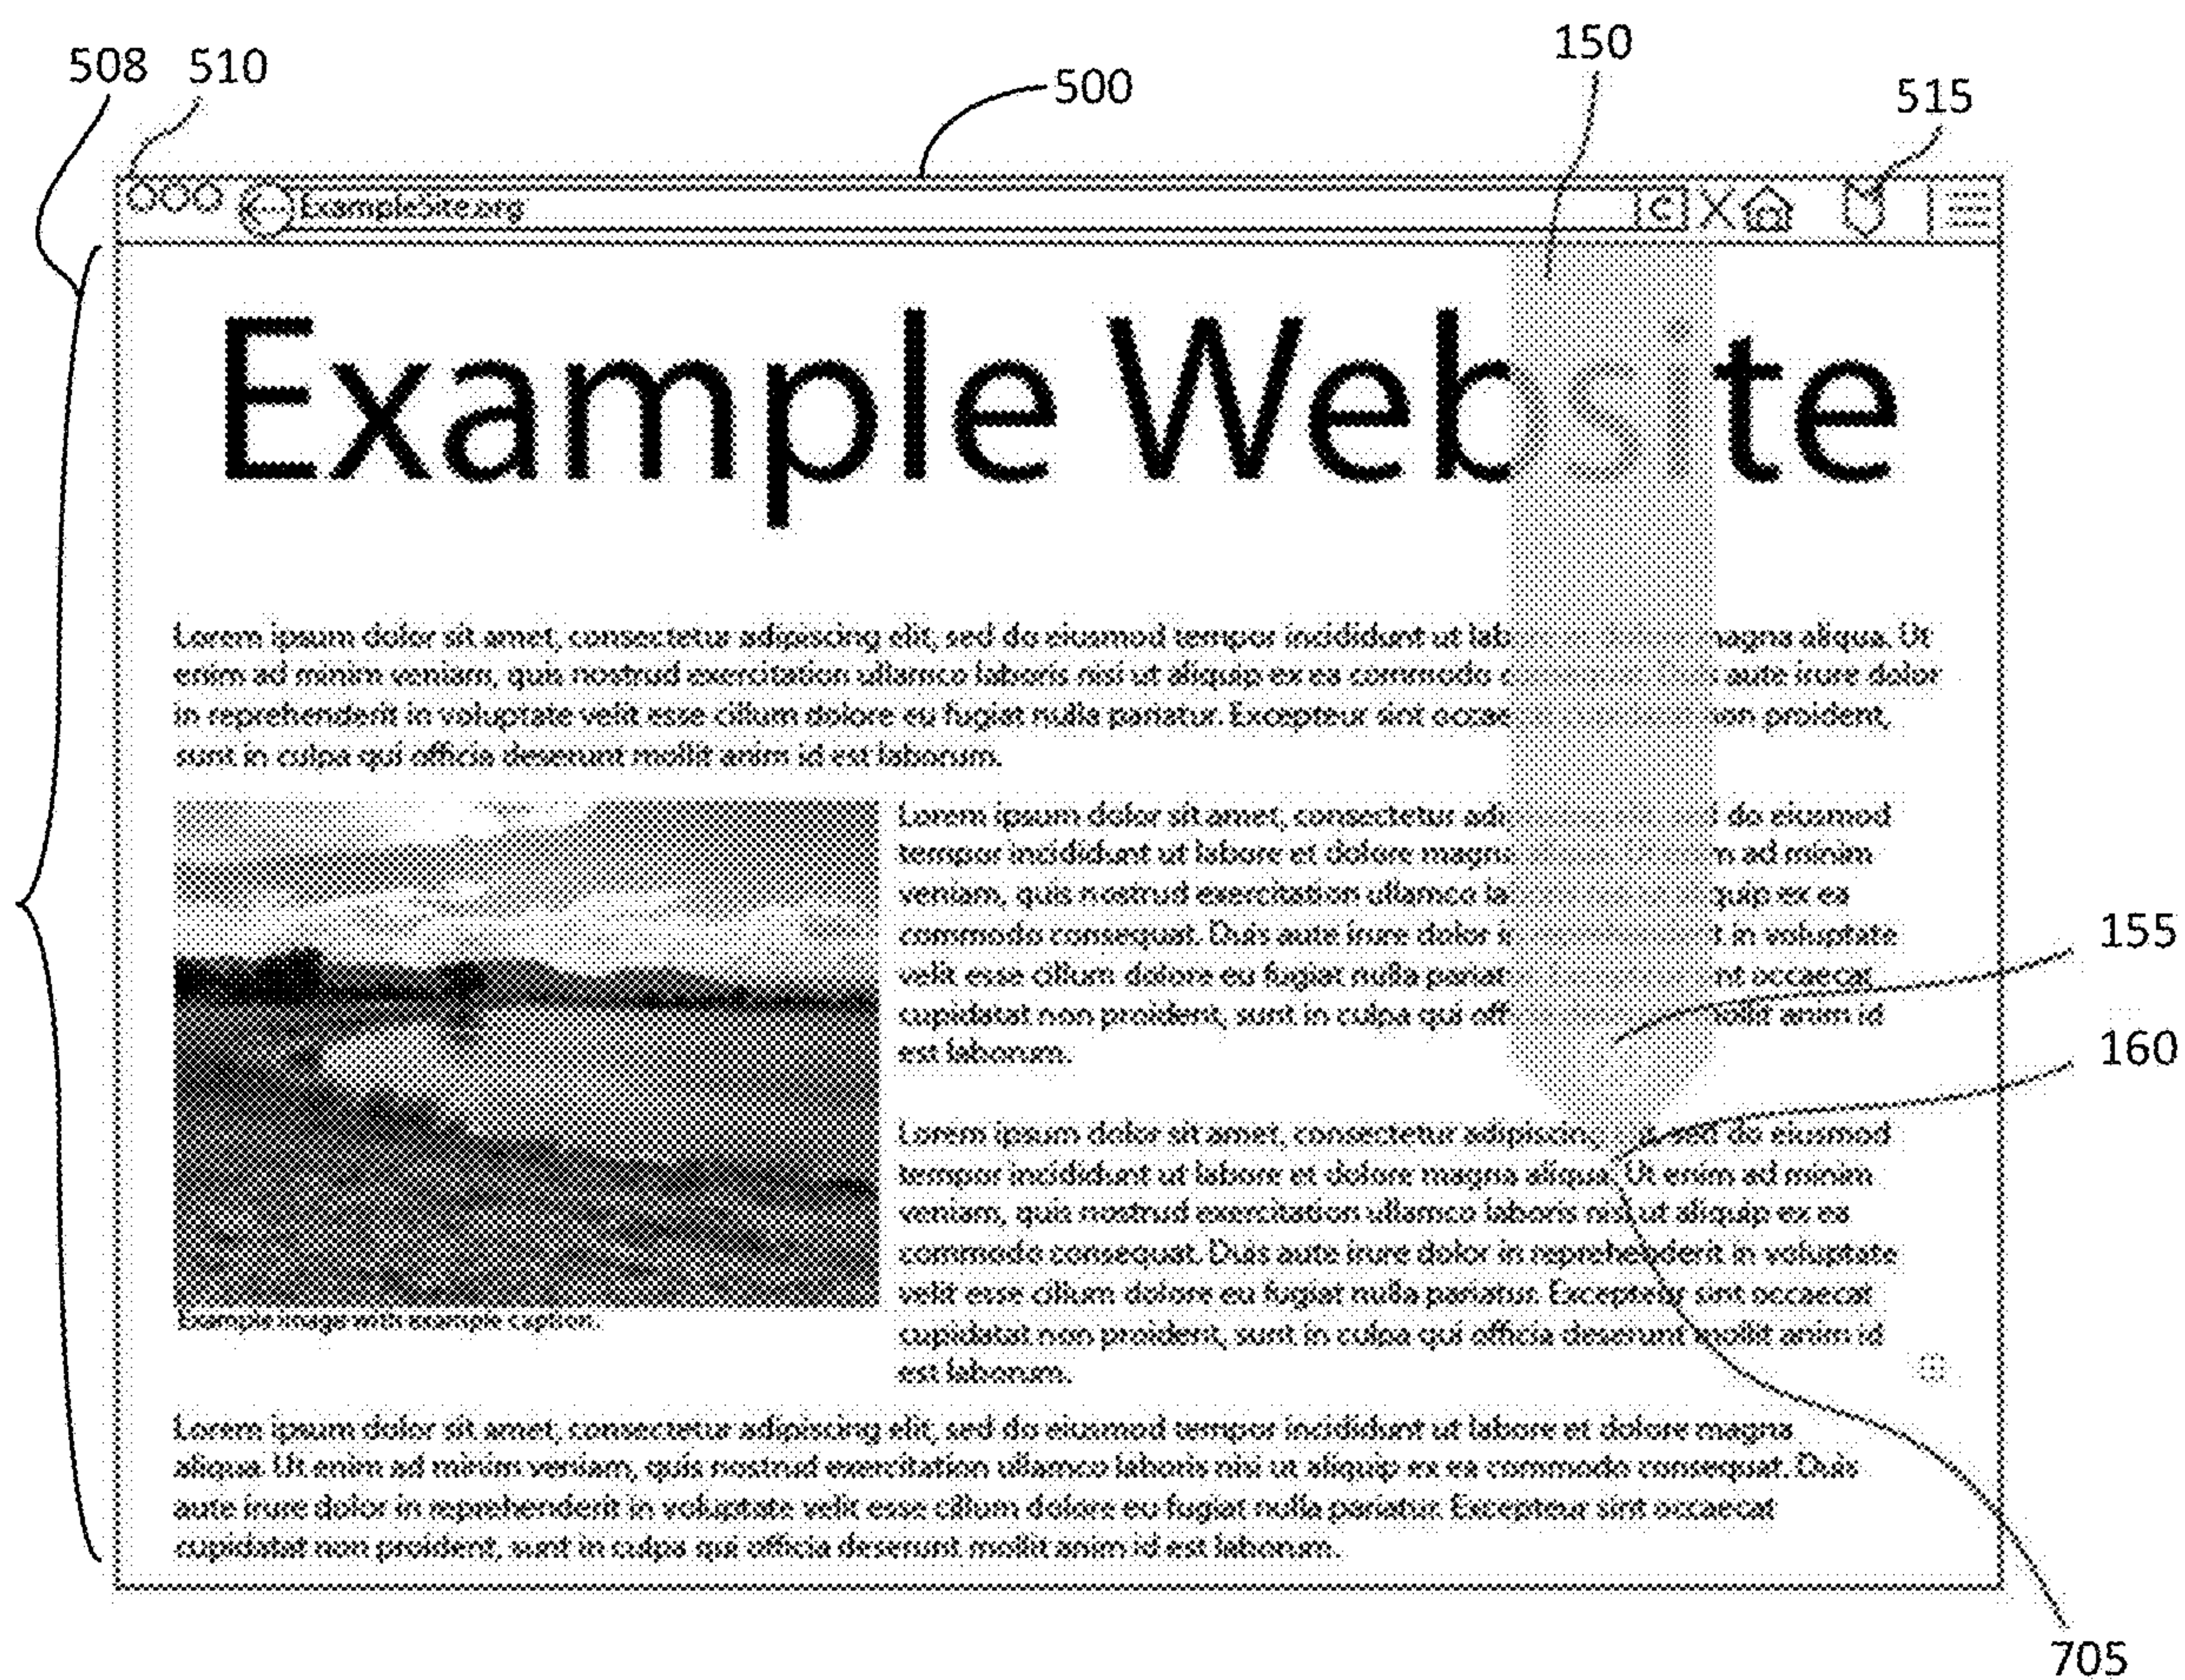 508 510 500 150 515
ExampleSite.org
Example Website
Lorem ipsum dolor sit amet, consectetur adipiscing elit, sed do eiusmod tempor incididunt ut lab agna aliqua. Ut
enim ad minim veniam, quis nostrud exercitation ullamco laboris nisi ut aliquip ex ea commodo c aute irure dolor
in reprehenderit in voluptate velit esse cillum dolore eu fugiat nulla pariatur. Excepteur sint occae on proident,
sunt in culpa qui officia deserunt mollit anim id est laborum.
Lorem ipsum dolor sit amet, consectetur adi do eiusmod
tempor incididunt ut labore et dolore magna m ad minim
veniam, quis nostrud exercitation ullamco la quip ex ea
commodo consequat. Duis aute irure dolor i t in voluptate
velit esse cillum dolore eu fugiat nulla pariat nt occaecat
cupidatat non proident, sunt in culpa qui off ollit anim id
est laborum.
155
160
Lorem ipsum dolor sit amet, consectetur adipiscin sed do eiusmod
tempor incididunt ut labore et dolore magna aliqua. Ut enim ad minim
veniam, quis nostrud exercitation ullamco laboris nisi ut aliquip ex ea
commodo consequat. Duis aute irure dolor in reprehenderit in voluptate
velit esse cillum dolore eu fugiat nulla pariatur. Excepteur sint occaecat
cupidatat non proident, sunt in culpa qui officia deserunt mollit anim id
est laborum.
Example image with example caption.
Lorem ipsum dolor sit amet, consectetur adipiscing elit, sed do eiusmod tempor incididunt ut labore et dolore magna
aliqua. Ut enim ad minim veniam, quis nostrud exercitation ullamco laboris nisi ut aliquip ex ea commodo consequat. Duis
aute irure dolor in reprehenderit in voluptate velit esse cillum dolore eu fugiat nulla pariatur. Excepteur sint occaecat
cupidatat non proident, sunt in culpa qui officia deserunt mollit anim id est laborum.
705